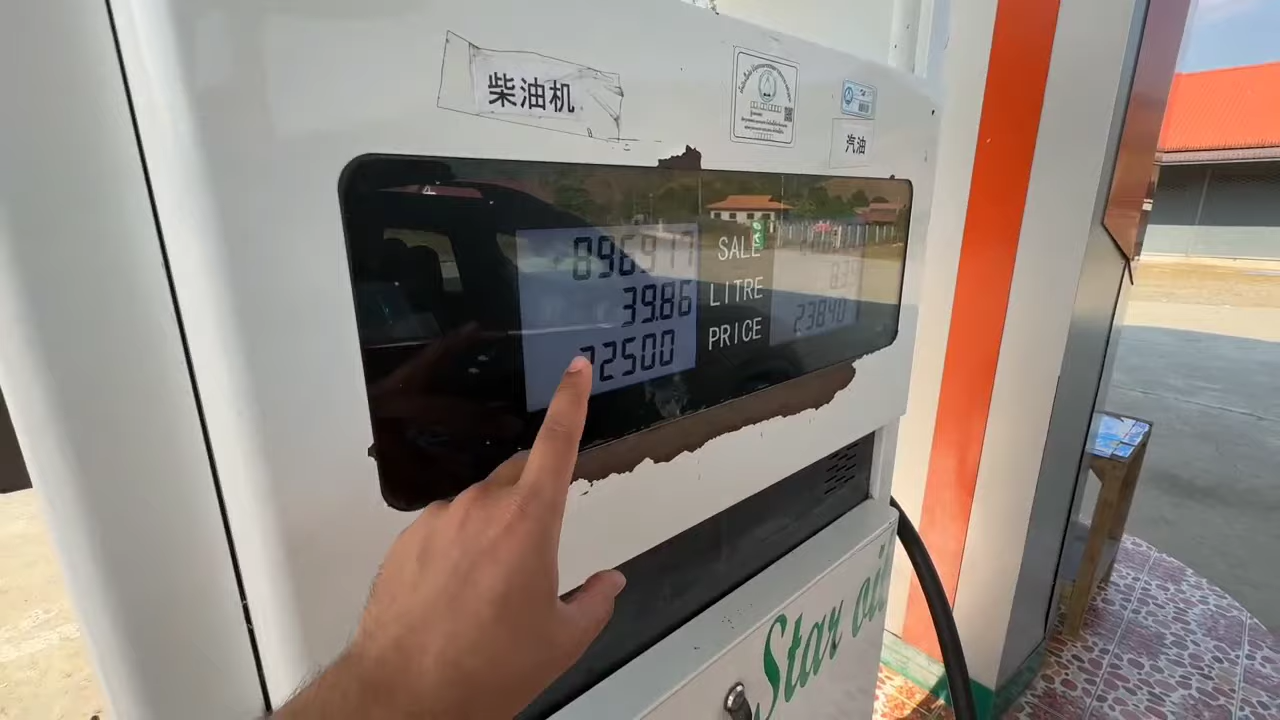 柴油机
汽油
896917
SALE
39.86
LITRE
22500
PRICE
23840
Star oil